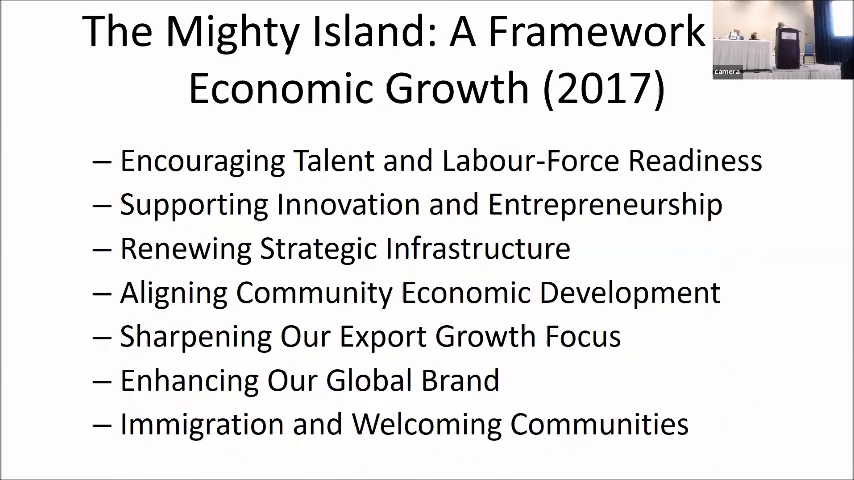 The Mighty Island: A Framework
Economic Growth (2017)
camera
– Encouraging Talent and Labour-Force Readiness
– Supporting Innovation and Entrepreneurship
– Renewing Strategic Infrastructure
– Aligning Community Economic Development
– Sharpening Our Export Growth Focus
– Enhancing Our Global Brand
– Immigration and Welcoming Communities